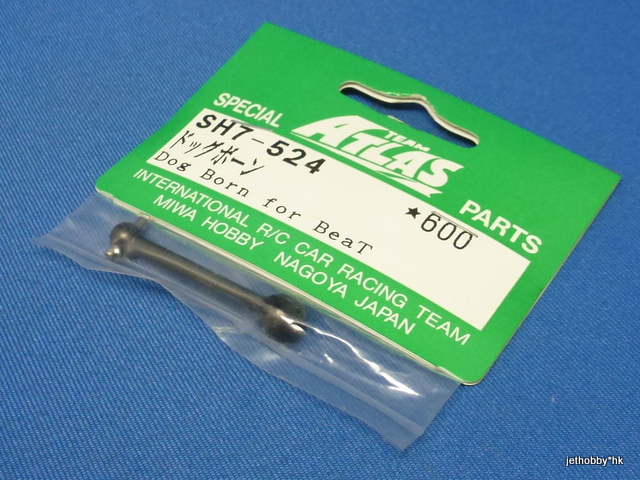 SPECIAL TEAM ATLAS PARTS
SH7-524
ドッグボーン
Dog Born for BeaT
★600
INTERNATIONAL R/C CAR RACING TEAM
MIWA HOBBY NAGOYA JAPAN
jethobby*hk